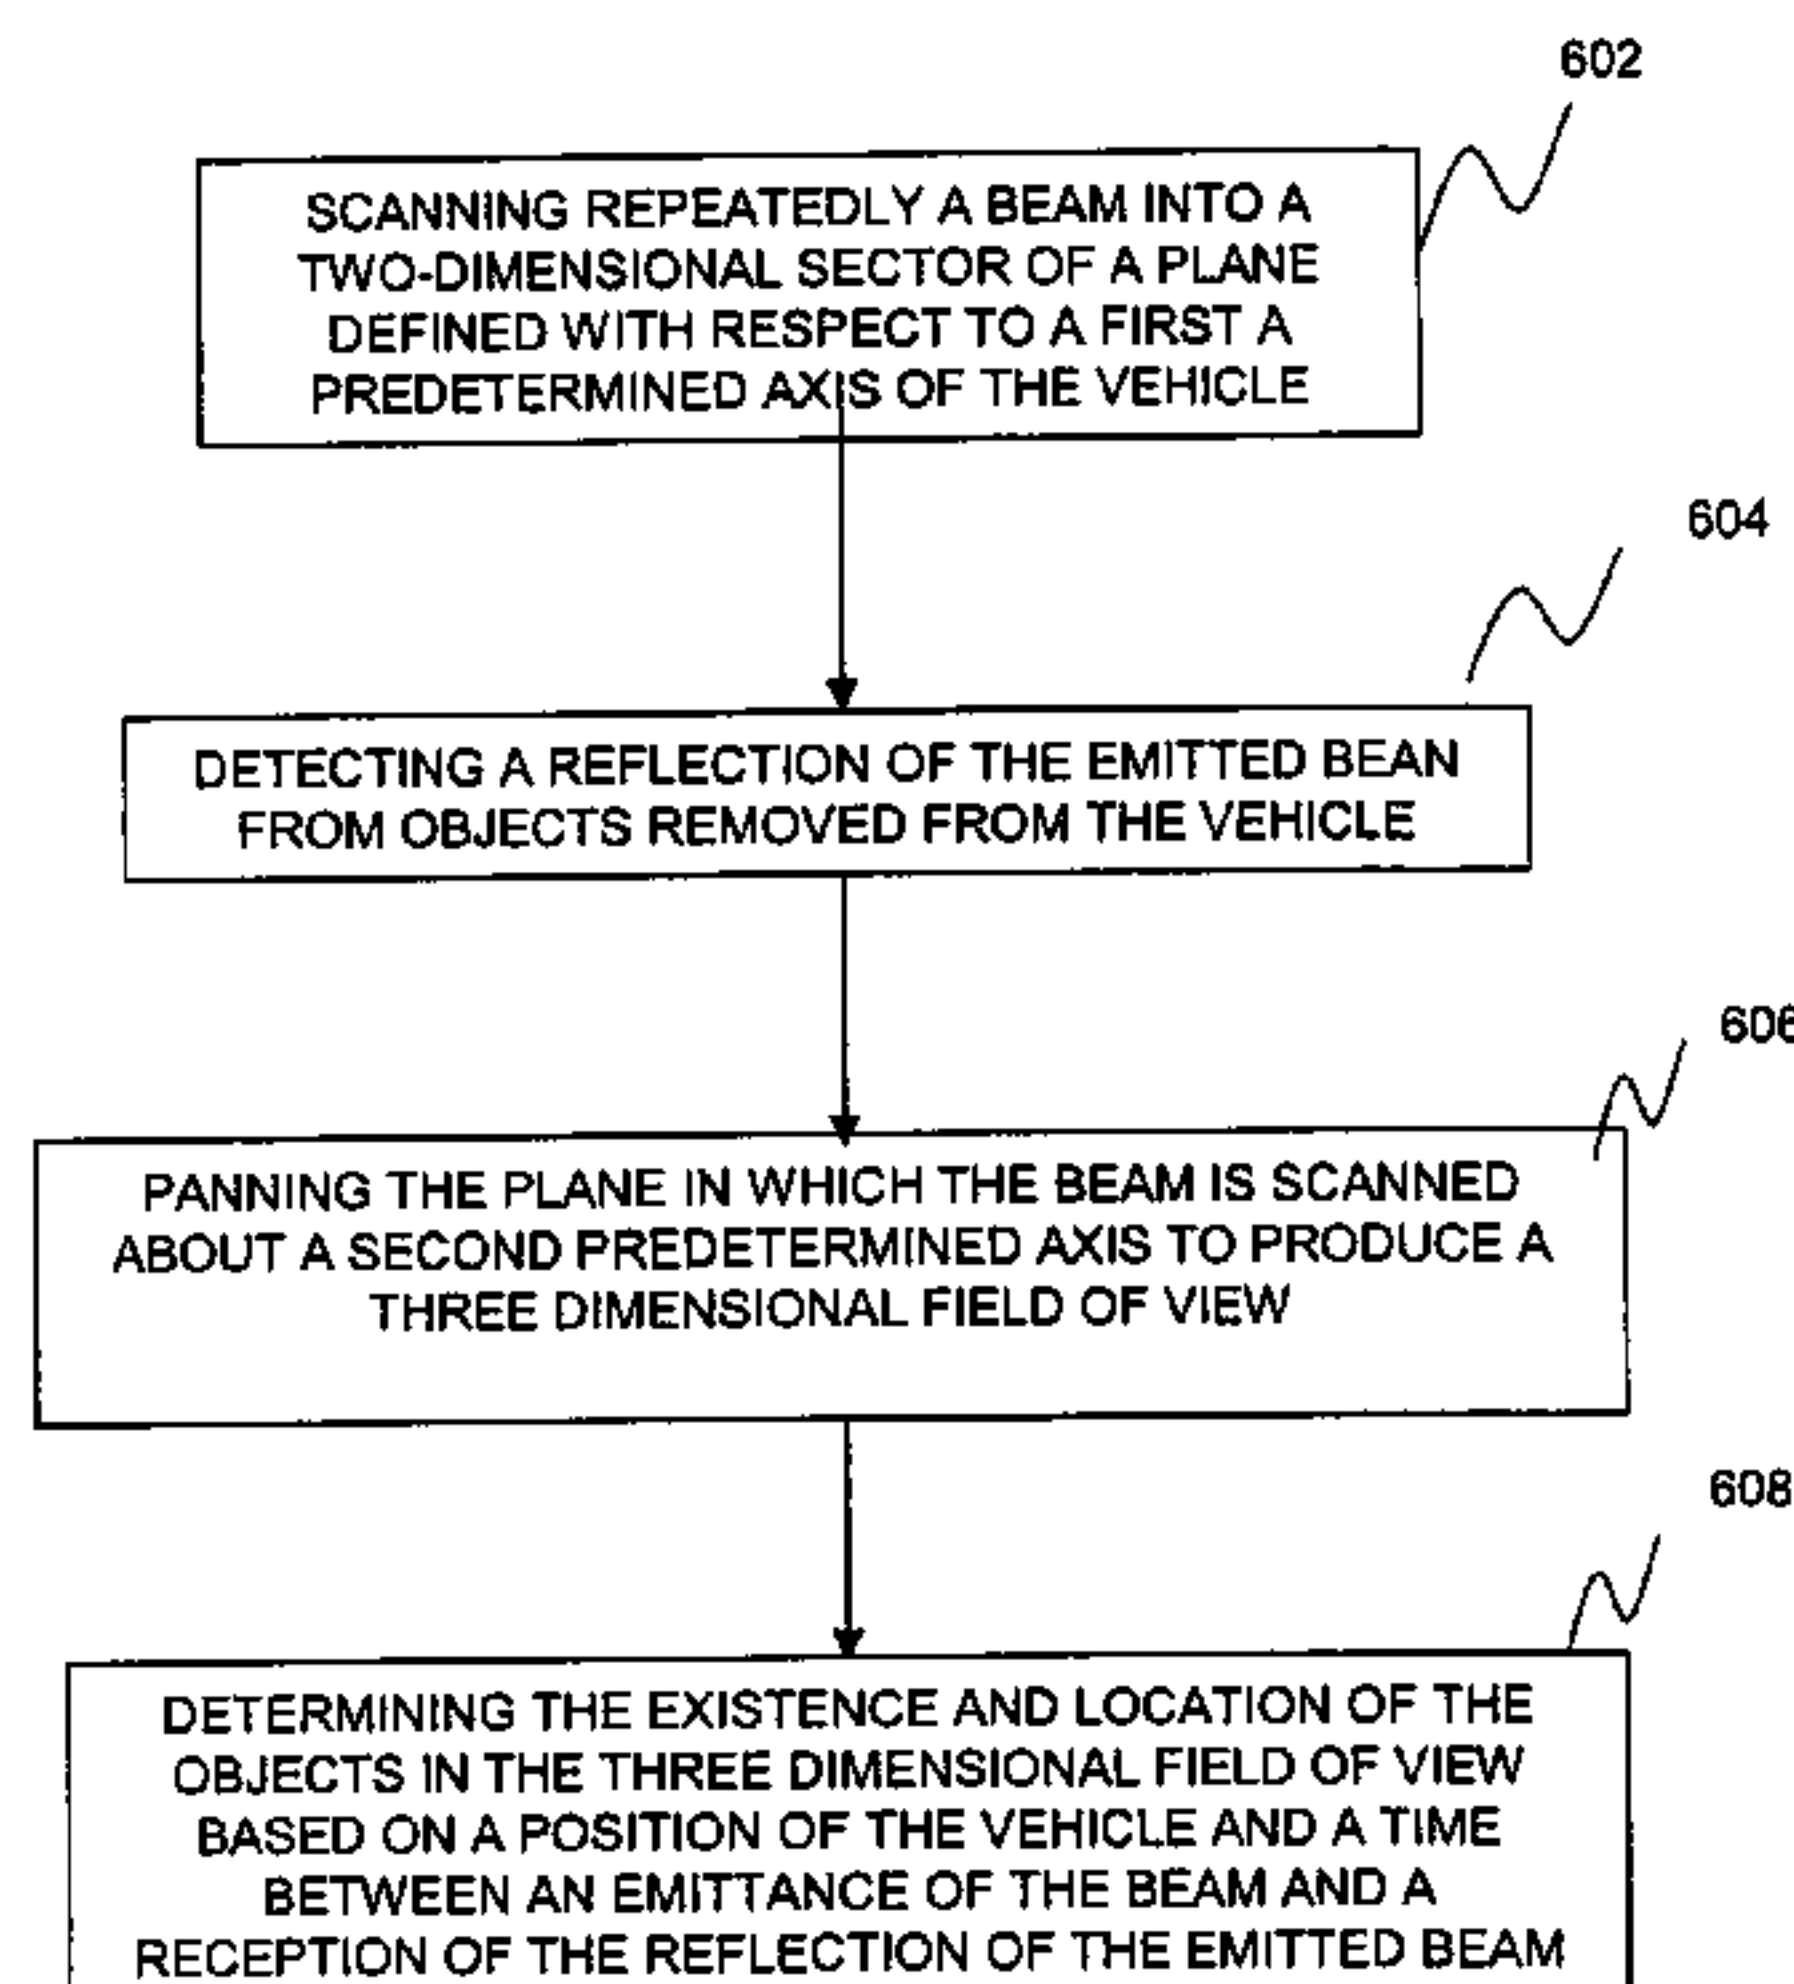 602
SCANNING REPEATEDLY A BEAM INTO A
TWO-DIMENSIONAL SECTOR OF A PLANE
DEFINED WITH RESPECT TO A FIRST A
PREDETERMINED AXIS OF THE VEHICLE
604
DETECTING A REFLECTION OF THE EMITTED BEAN
FROM OBJECTS REMOVED FROM THE VEHICLE
606
PANNING THE PLANE IN WHICH THE BEAM IS SCANNED
ABOUT A SECOND PREDETERMINED AXIS TO PRODUCE A
THREE DIMENSIONAL FIELD OF VIEW
608
DETERMINING THE EXISTENCE AND LOCATION OF THE
OBJECTS IN THE THREE DIMENSIONAL FIELD OF VIEW
BASED ON A POSITION OF THE VEHICLE AND A TIME
BETWEEN AN EMITTANCE OF THE BEAM AND A
RECEPTION OF THE REFLECTION OF THE EMITTED BEAM